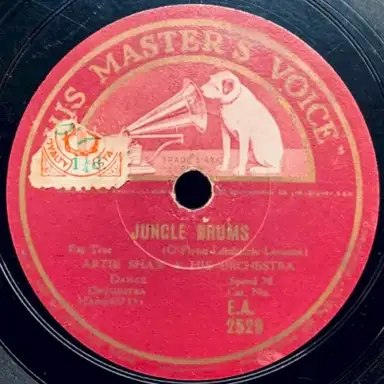 "HIS MASTER'S VOICE"
TRADE MARK
JUNGLE DRUMS
Fox Trot
ARTIE SHAW & HIS ORCHESTRA
Dance
Orchestra
Speed 78
Cat. No.
E.A.
2529